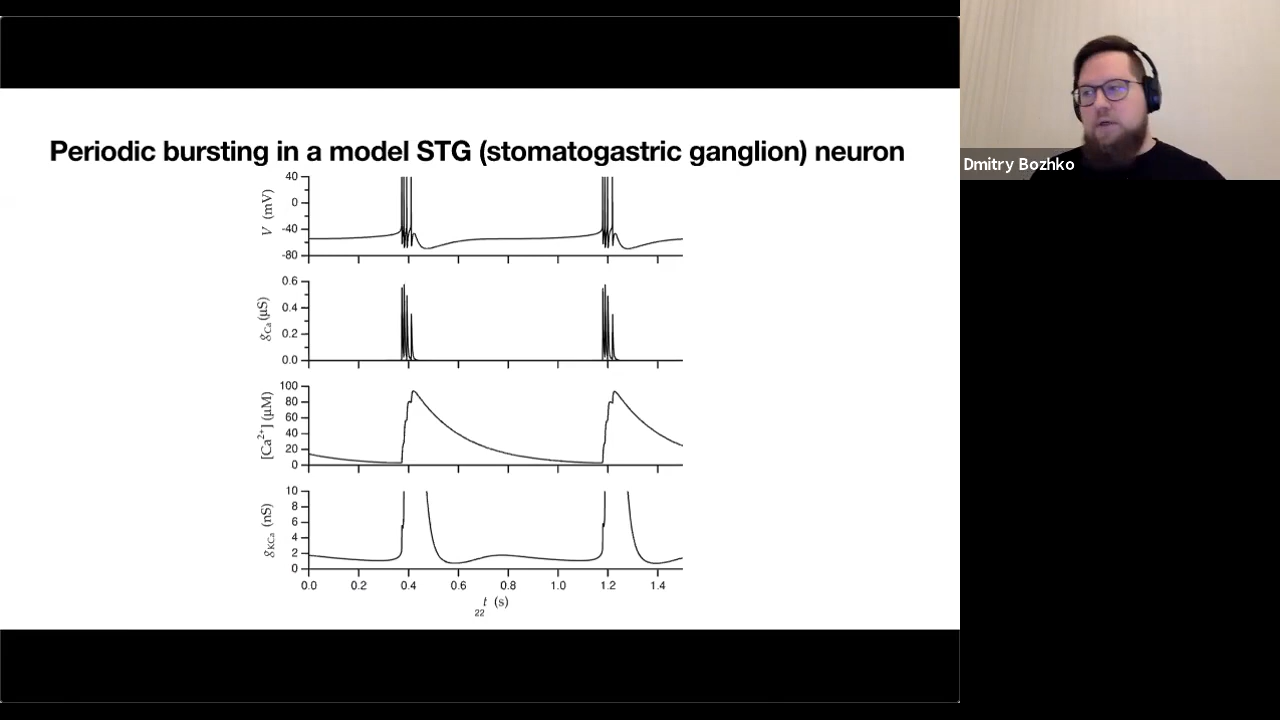 Periodic bursting in a model STG (stomatogastric ganglion) neuron
Dmitry Bozhko
40
0
-40
-80
V (mV)
0.6
0.4
0.2
0.0
gCa (μS)
100
80
60
40
20
0
[Ca2+] (μM)
10
8
6
4
2
0
gKCa (nS)
0.0 0.2 0.4 0.6 0.8 1.0 1.2 1.4
t (s)
22